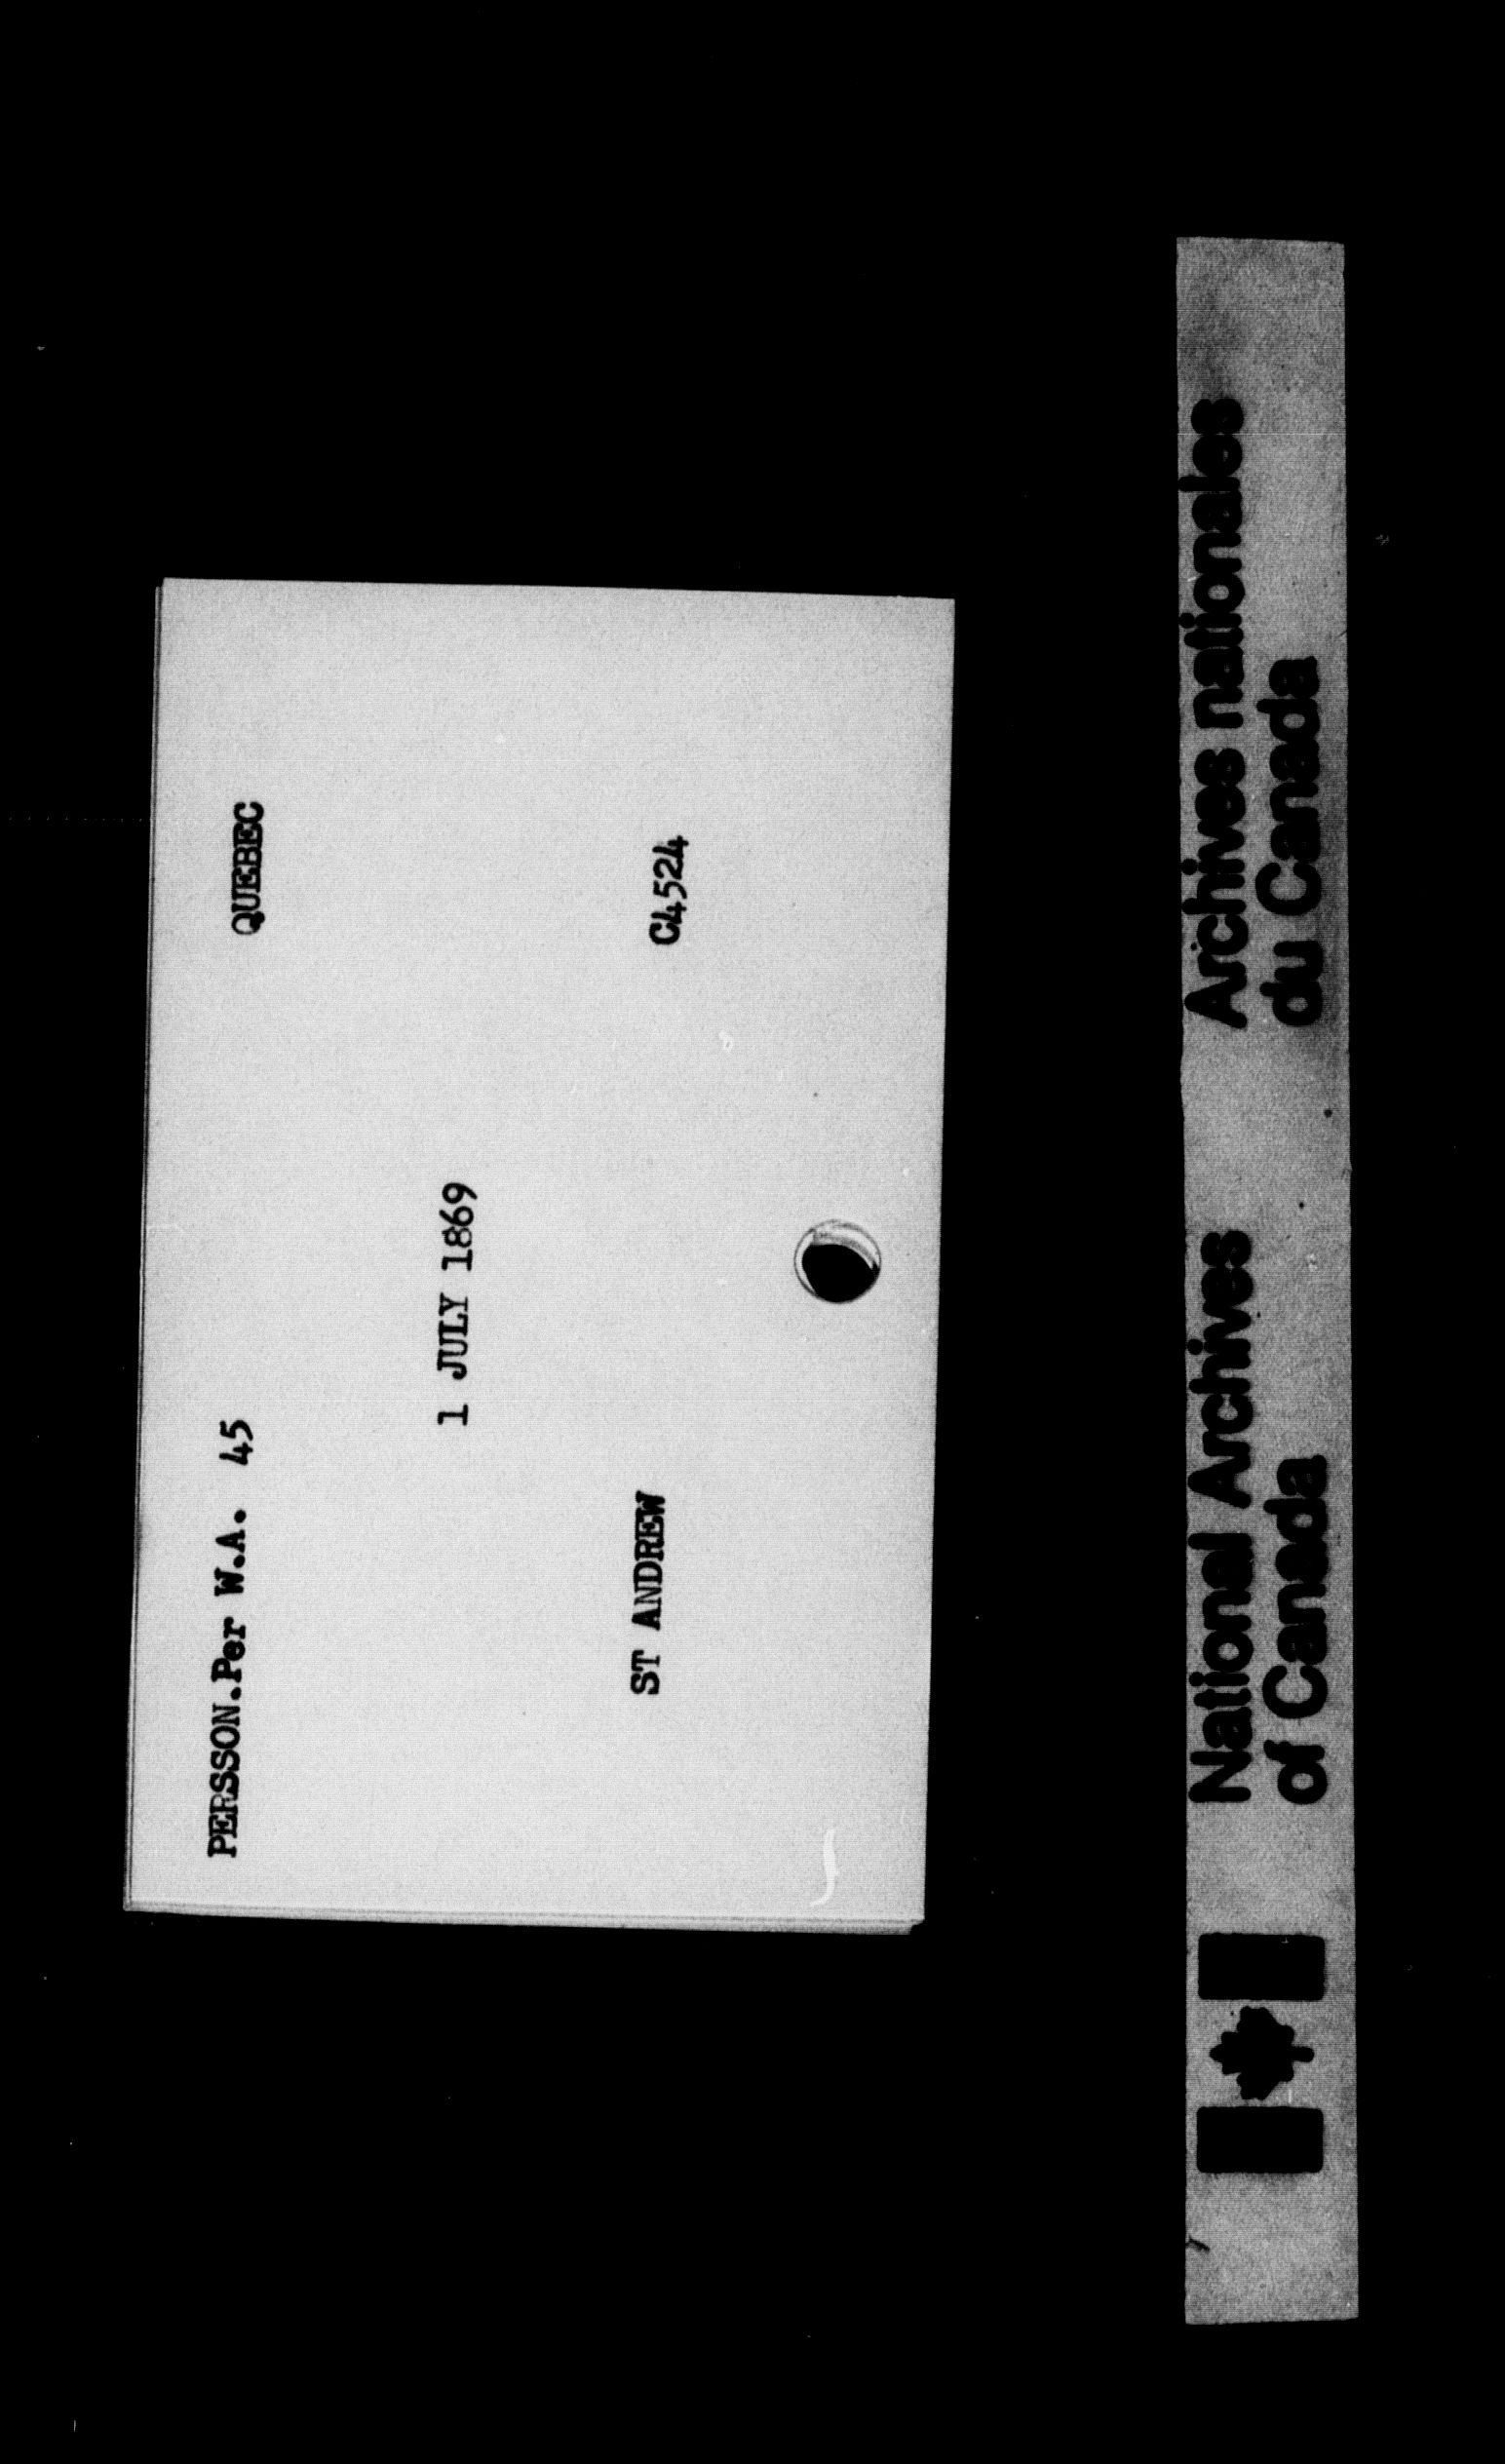 PERSSON.Per W.A. 45 QUEBEC
1 JULY 1869
ST ANDREW C4524
National Archives
of Canada
Archives nationales
du Canada